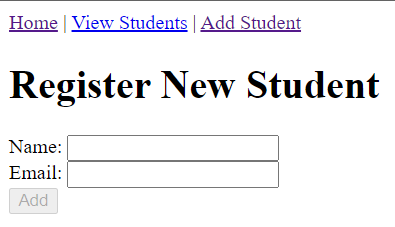 Home | View Students | Add Student
Register New Student
Name:
Email:
Add